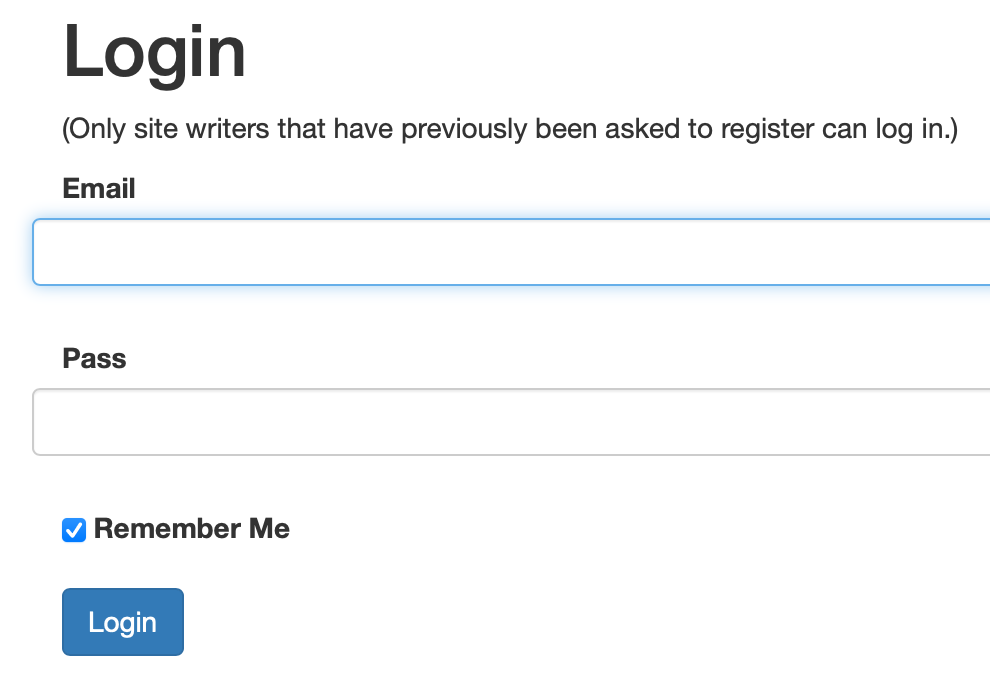 Login
(Only site writers that have previously been asked to register can log in.)
Email
Pass
Remember Me
Login